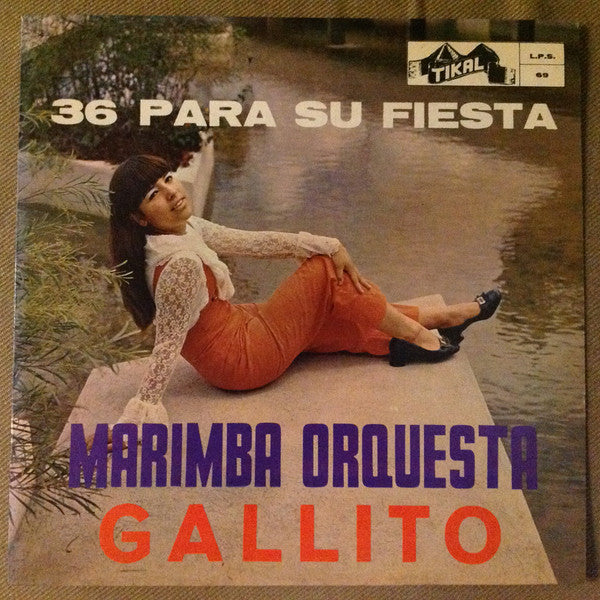 TIKAL
L.P.S.
69
36 PARA SU FIESTA
MARIMBA ORQUESTA
GALLITO